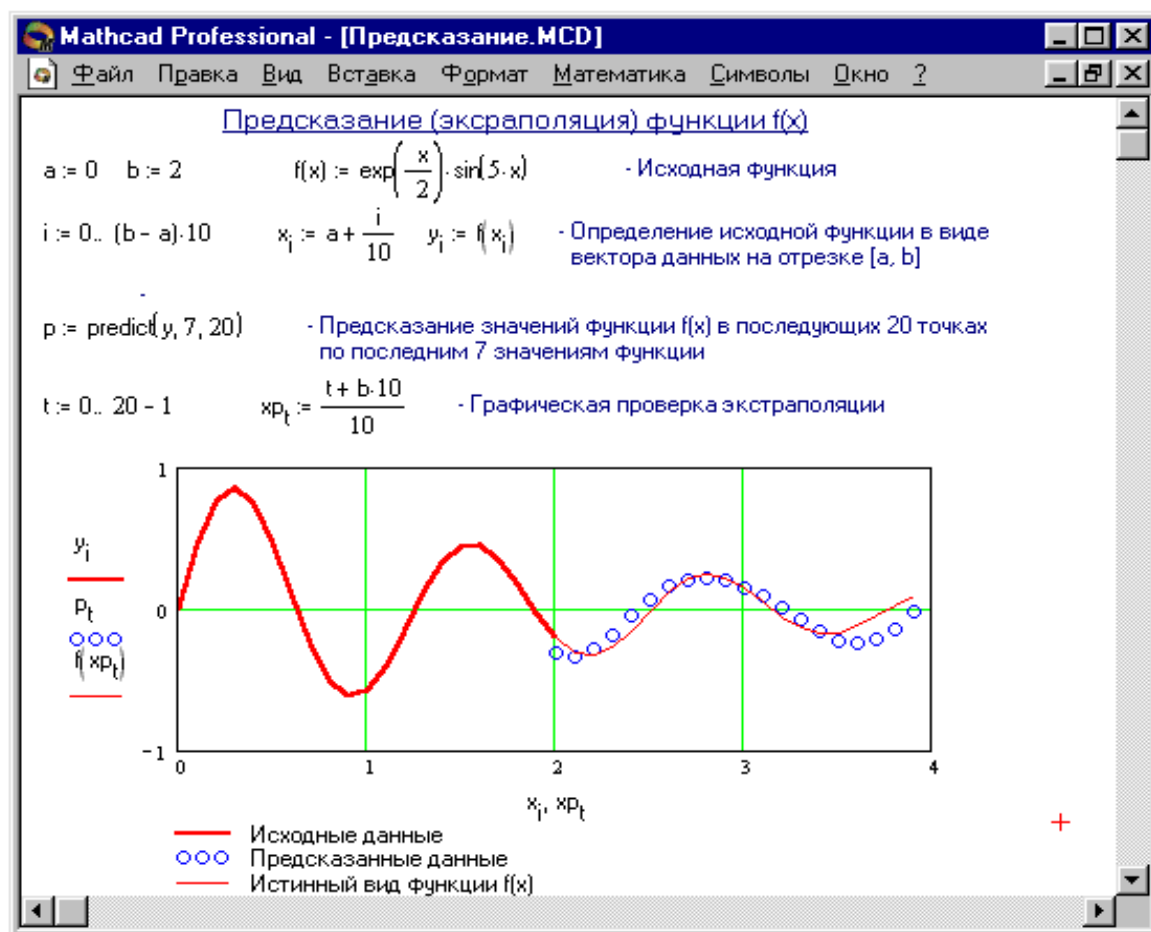 Mathcad Professional - [Предсказание.MCD]
Файл Правка Вид Вставка Формат Математика Символы Окно ?
Предсказание (эксраполяция) функции f(x)
a := 0 b := 2 f(x) := exp(-x/2)·sin(5·x) - Исходная функция
i := 0.. (b - a)·10 x_i := a + i/10 y_i := f(x_i) - Определение исходной функции в виде
вектора данных на отрезке [a, b]
p := predict(y, 7, 20) - Предсказание значений функции f(x) в последующих 20 точках
по последним 7 значениям функции
t := 0.. 20 - 1 xp_t := (t + b·10)/10 - Графическая проверка экстраполяции
1
y_i
p_t
0
f(xp_t)
-1
0 1 2 3 4
x_i, xp_t
Исходные данные
Предсказанные данные
Истинный вид функции f(x)